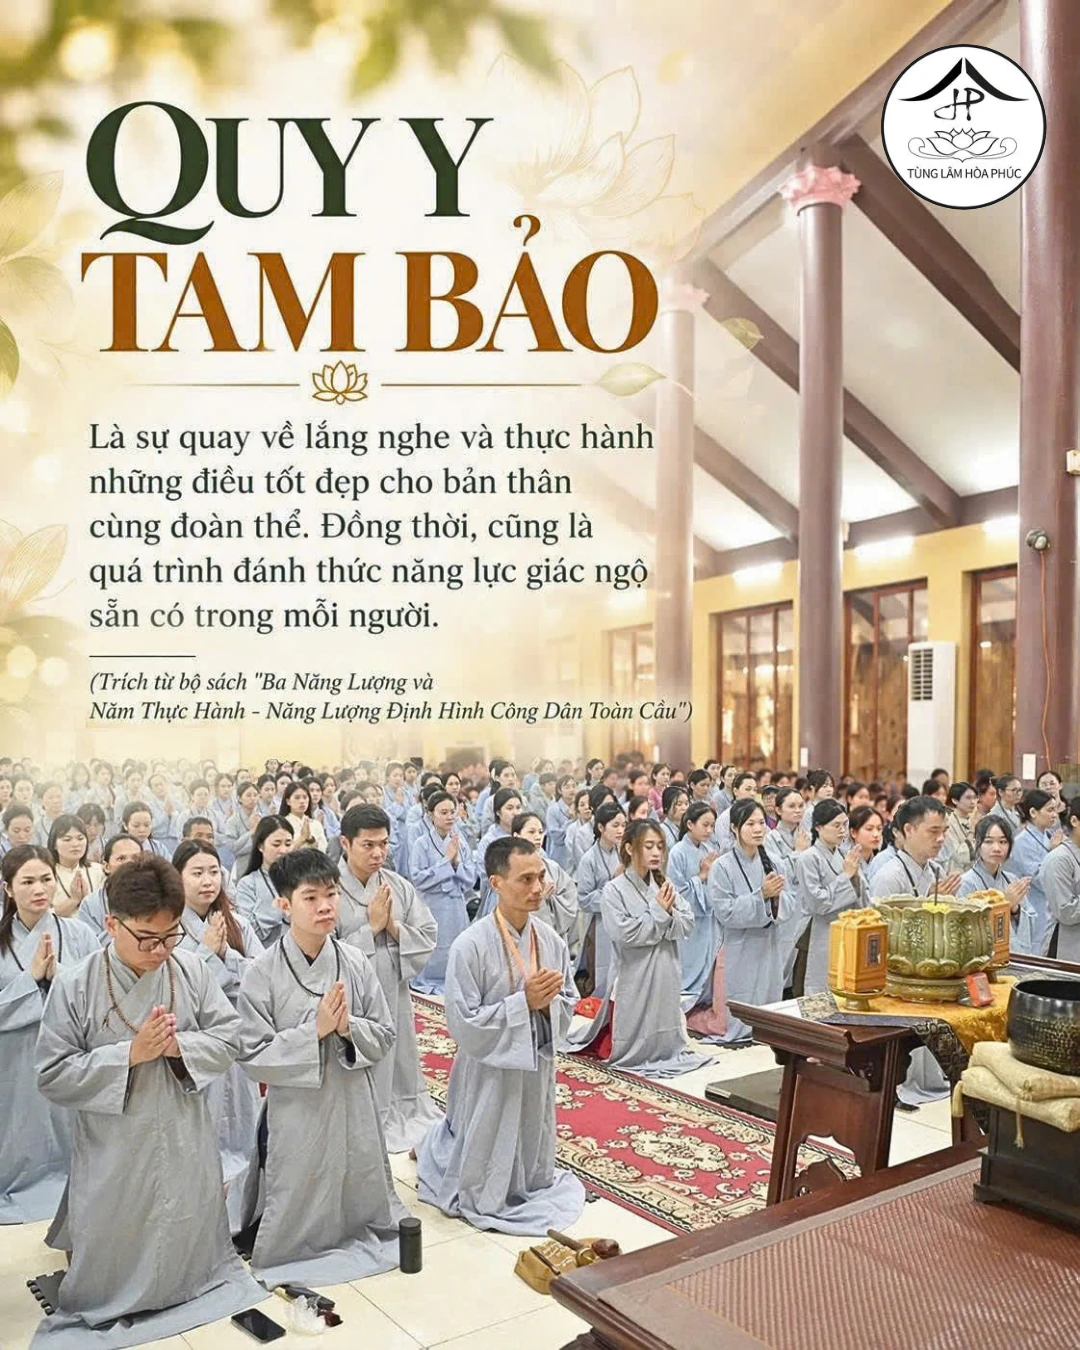 HP
TÙNG LÂM HÒA PHÚC
QUY Y
TAM BẢO
Là sự quay về lắng nghe và thực hành
những điều tốt đẹp cho bản thân
cùng đoàn thể. Đồng thời, cũng là
quá trình đánh thức năng lực giác ngộ
sẵn có trong mỗi người.
(Trích từ bộ sách "Ba Năng Lượng và
Năm Thực Hành - Năng Lượng Định Hình Công Dân Toàn Cầu")